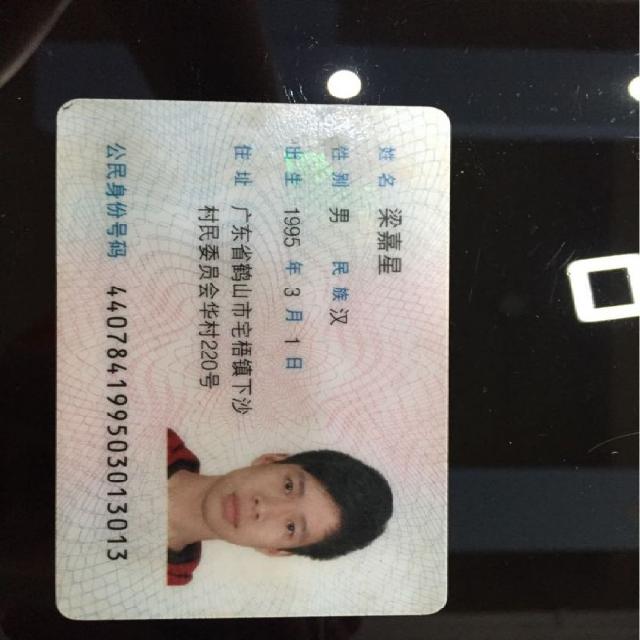 姓名 梁嘉星
性别 男 民族 汉
出生 1995 年 3 月 1 日
住址 广东省鹤山市宅梧镇下沙
村民委员会华村220号
公民身份号码 440784199503013013